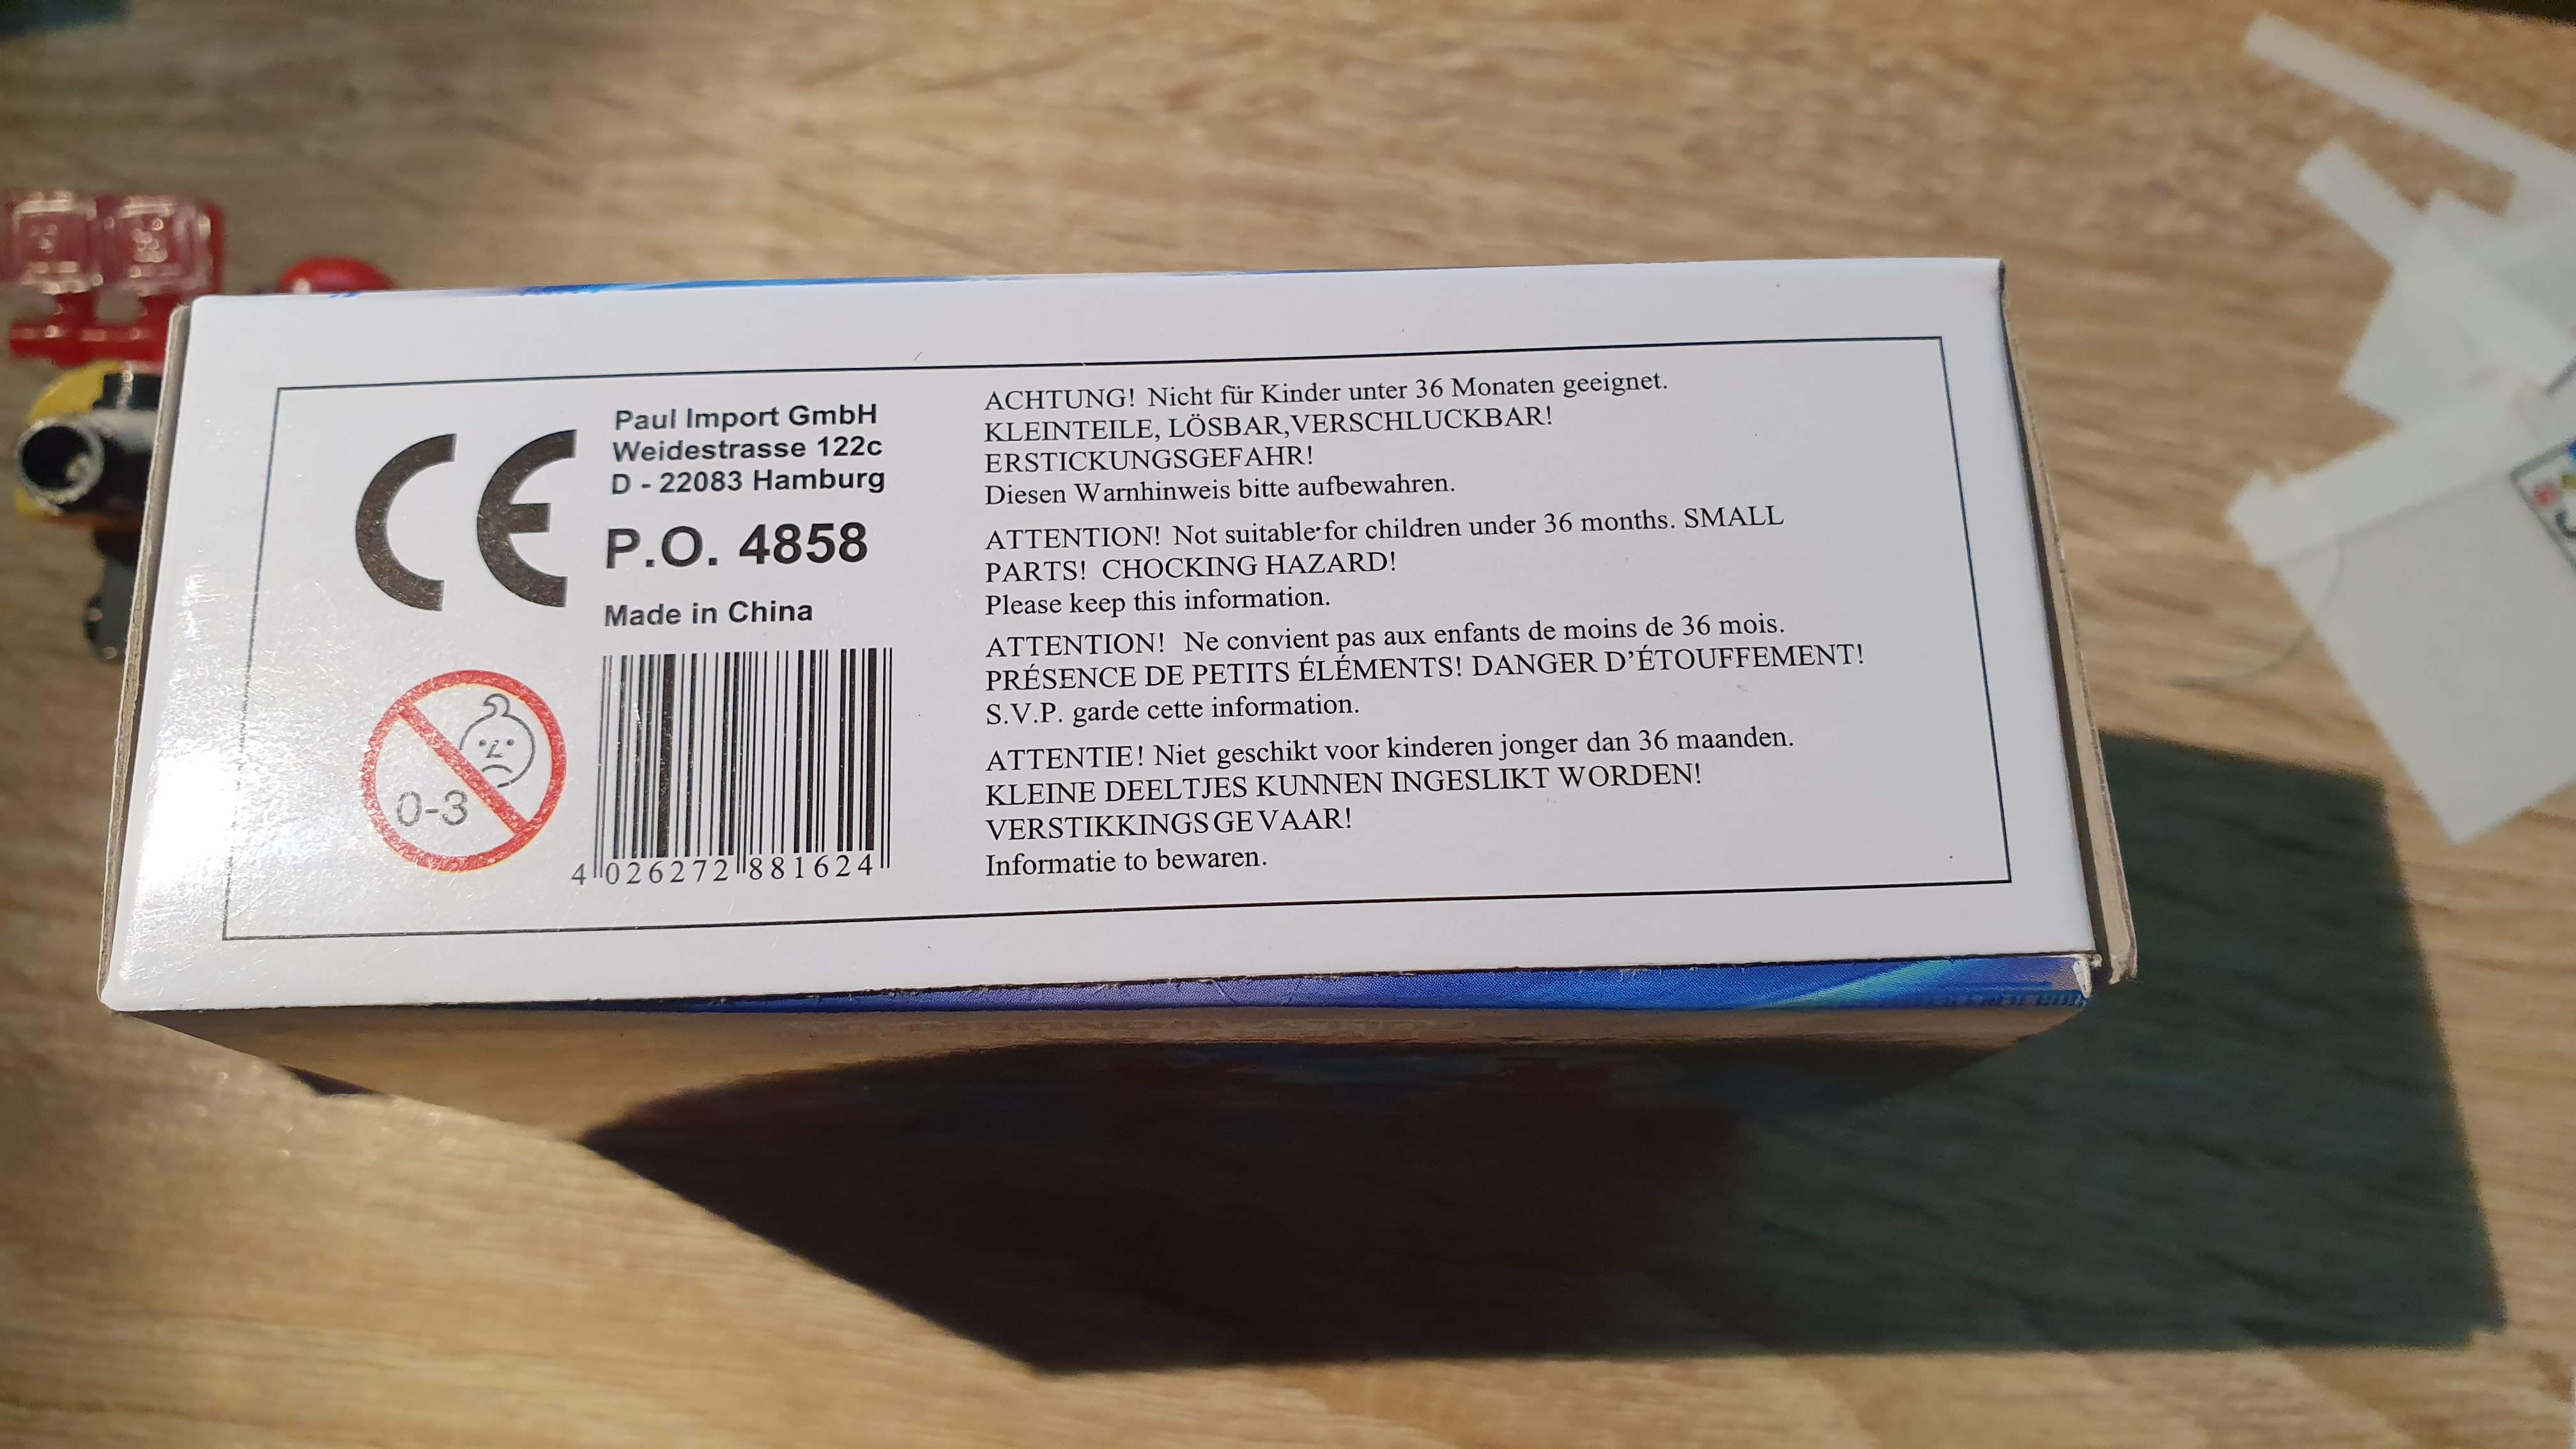 CE
Paul Import GmbH
Weidestrasse 122c
D - 22083 Hamburg
P.O. 4858
Made in China
0-3
4 026272 881624
ACHTUNG! Nicht für Kinder unter 36 Monaten geeignet.
KLEINTEILE, LÖSBAR,VERSCHLUCKBAR!
ERSTICKUNGSGEFAHR!
Diesen Warnhinweis bitte aufbewahren.
ATTENTION! Not suitable for children under 36 months. SMALL
PARTS! CHOCKING HAZARD!
Please keep this information.
ATTENTION! Ne convient pas aux enfants de moins de 36 mois.
PRÉSENCE DE PETITS ÉLÉMENTS! DANGER D'ÉTOUFFEMENT!
S.V.P. garde cette information.
ATTENTIE! Niet geschikt voor kinderen jonger dan 36 maanden.
KLEINE DEELTJES KUNNEN INGESLIKT WORDEN!
VERSTIKKINGSGEVAAR!
Informatie to bewaren.